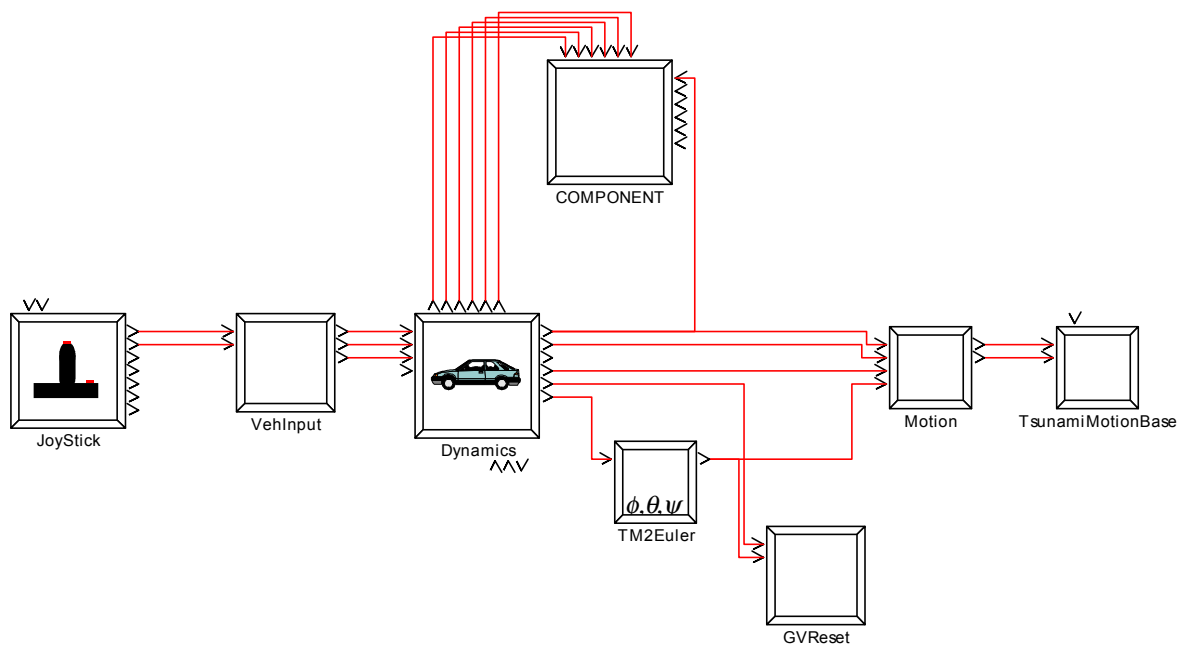 COMPONENT
JoyStick
VehInput
Dynamics
Motion
TsunamiMotionBase
ϕ,θ,ψ
TM2Euler
GVReset